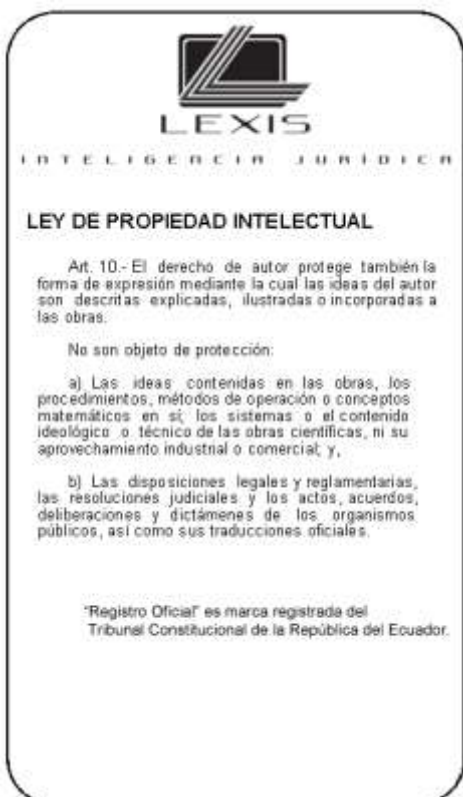 LEXIS
INTELIGENCIA JURÍDICA
LEY DE PROPIEDAD INTELECTUAL
Art. 10.- El derecho de autor protege también la
forma de expresión mediante la cual las ideas del autor
son descritas explicadas, ilustradas o incorporadas a
las obras.
No son objeto de protección:
a) Las ideas contenidas en las obras, los
procedimientos, métodos de operación o conceptos
matemáticos en sí; los sistemas o el contenido
ideológico o técnico de las obras científicas, ni su
aprovechamiento industrial o comercial; y,
b) Las disposiciones legales y reglamentarias,
las resoluciones judiciales y los actos, acuerdos,
deliberaciones y dictámenes de los organismos
públicos, así como sus traducciones oficiales.
"Registro Oficial" es marca registrada del
Tribunal Constitucional de la República del Ecuador.